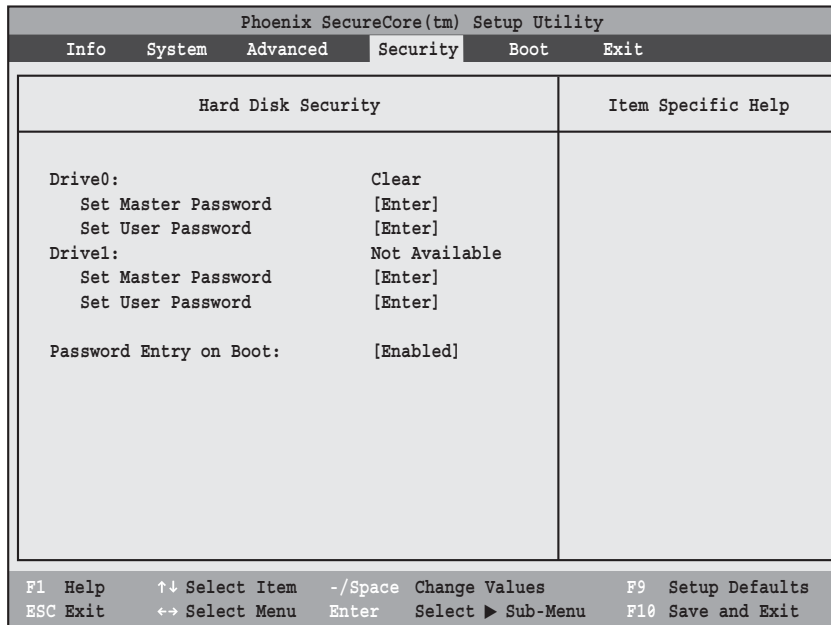 Phoenix SecureCore(tm) Setup Utility
Info System Advanced Security Boot Exit
Hard Disk Security Item Specific Help
Drive0: Clear
Set Master Password [Enter]
Set User Password [Enter]
Drive1: Not Available
Set Master Password [Enter]
Set User Password [Enter]
Password Entry on Boot: [Enabled]
F1 Help ↑↓ Select Item -/Space Change Values F9 Setup Defaults
ESC Exit ←→ Select Menu Enter Select ▶ Sub-Menu F10 Save and Exit